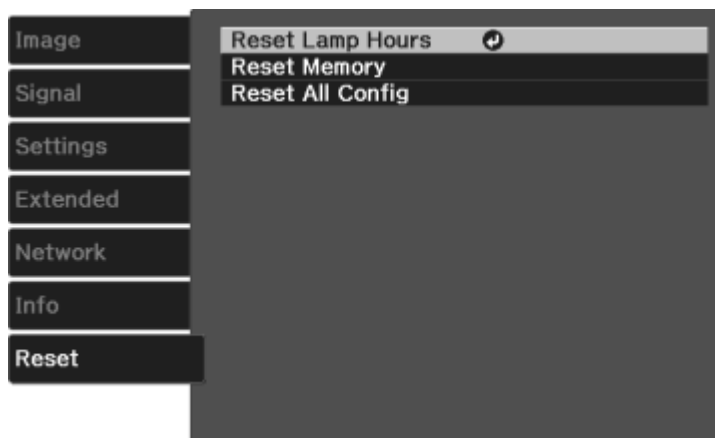 Image
Signal
Settings
Extended
Network
Info
Reset
Reset Lamp Hours
Reset Memory
Reset All Config